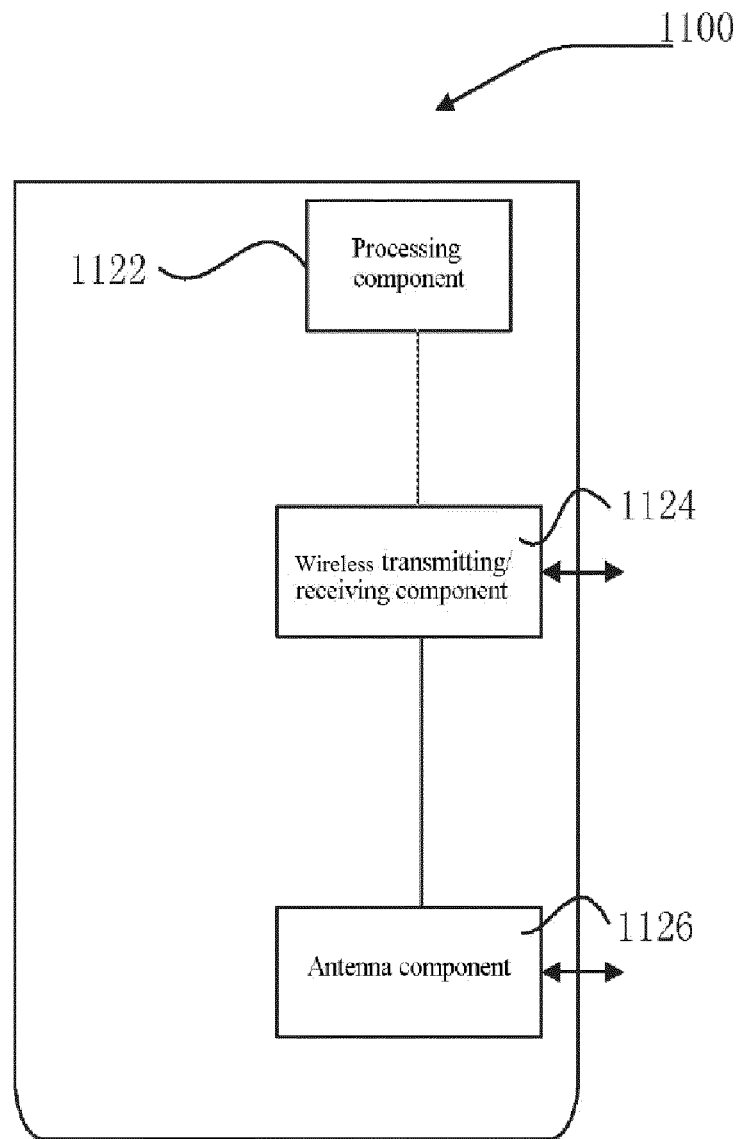 1100
Processing
component
1122
1124
Wireless transmitting/
receiving component
1126
Antenna component